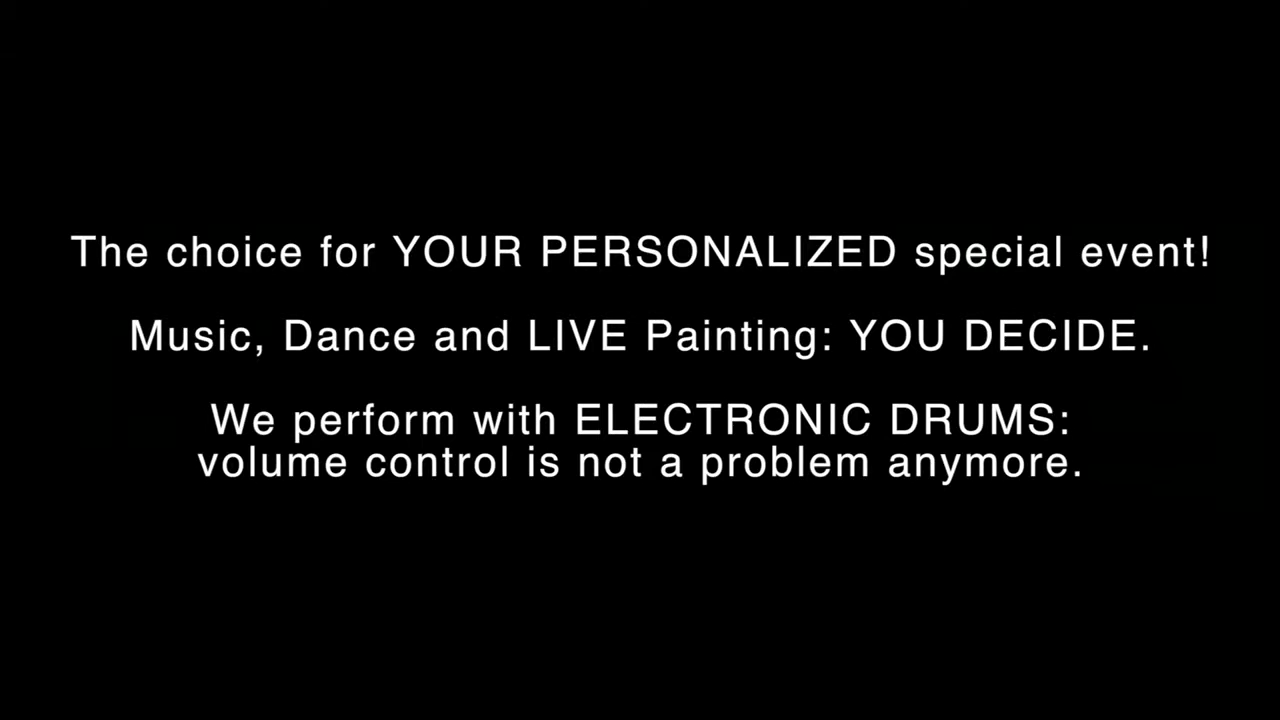 The choice for YOUR PERSONALIZED special event!
Music, Dance and LIVE Painting: YOU DECIDE.
We perform with ELECTRONIC DRUMS:
volume control is not a problem anymore.